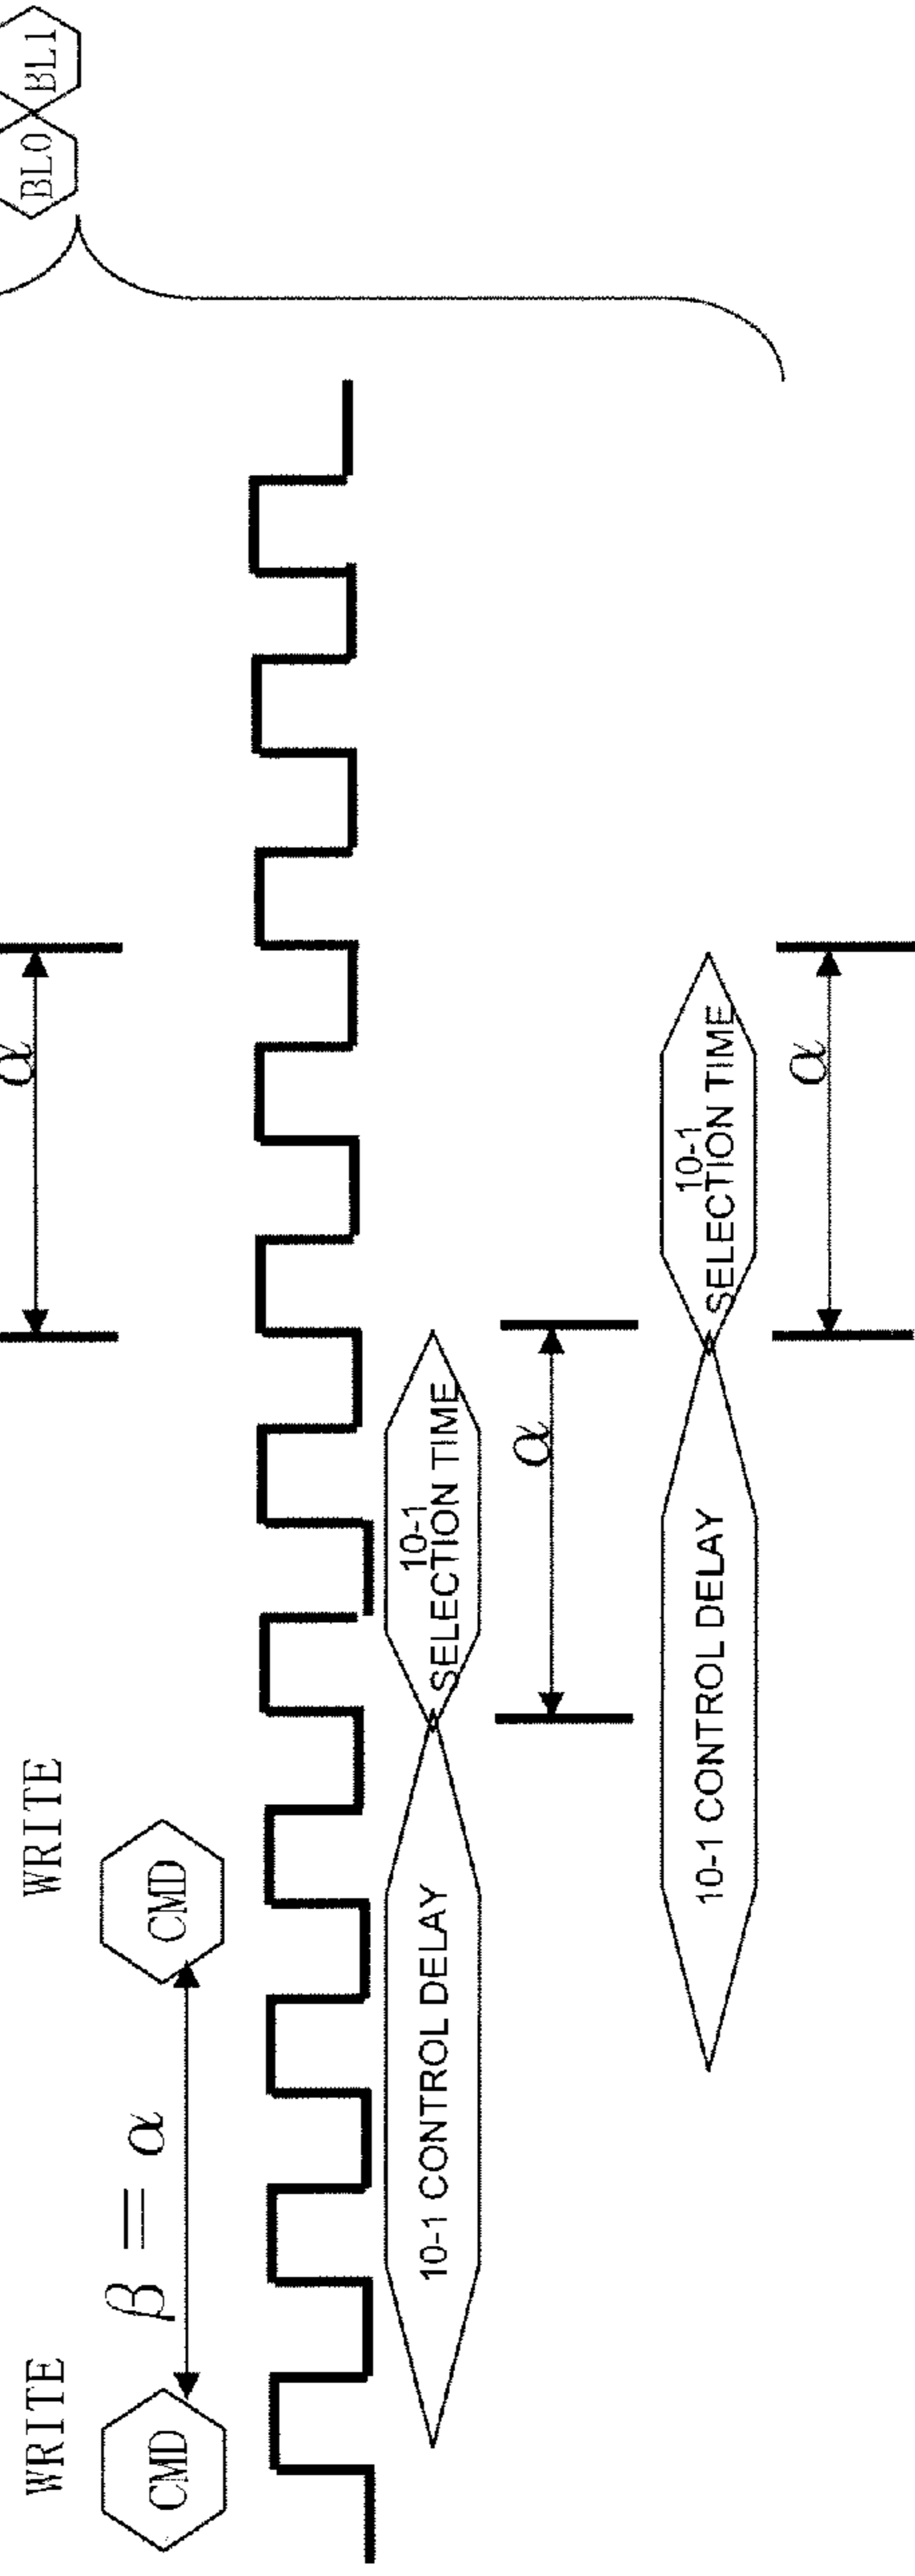 BL0 BL1
α
WRITE WRITE
CMD CMD
β = α
10-1 CONTROL DELAY
10-1
SELECTION TIME
α
10-1 CONTROL DELAY
10-1
SELECTION TIME
α